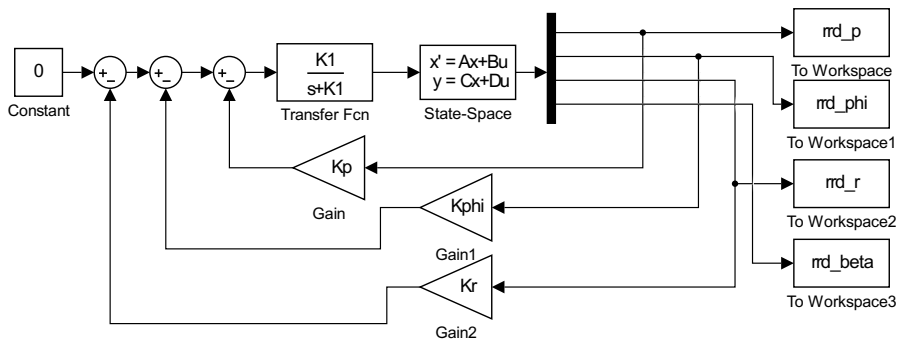 0
Constant
+
−
+
−
+
−
K1
s+K1
Transfer Fcn
x' = Ax+Bu
y = Cx+Du
State-Space
rrd_p
To Workspace
rrd_phi
To Workspace1
Kp
Gain
rrd_r
To Workspace2
Kphi
Gain1
rrd_beta
To Workspace3
Kr
Gain2